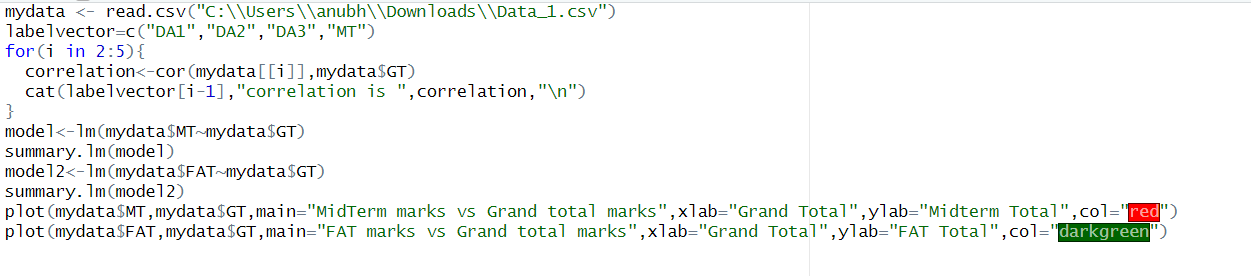 mydata <- read.csv("C:\\Users\\anubh\\Downloads\\Data_1.csv")
labelvector=c("DA1","DA2","DA3","MT")
for(i in 2:5){
  correlation<-cor(mydata[[i]],mydata$GT)
  cat(labelvector[i-1],"correlation is ",correlation,"\n")
}
model<-lm(mydata$MT~mydata$GT)
summary.lm(model)
model2<-lm(mydata$FAT~mydata$GT)
summary.lm(model2)
plot(mydata$MT,mydata$GT,main="MidTerm marks vs Grand total marks",xlab="Grand Total",ylab="Midterm Total",col="red")
plot(mydata$FAT,mydata$GT,main="FAT marks vs Grand total marks",xlab="Grand Total",ylab="FAT Total",col="darkgreen")